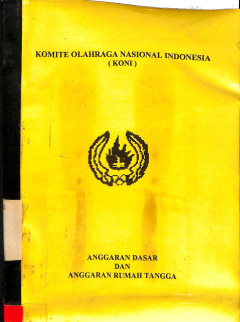 KOMITE OLAHRAGA NASIONAL INDONESIA
( KONI )
ANGGARAN DASAR
DAN
ANGGARAN RUMAH TANGGA